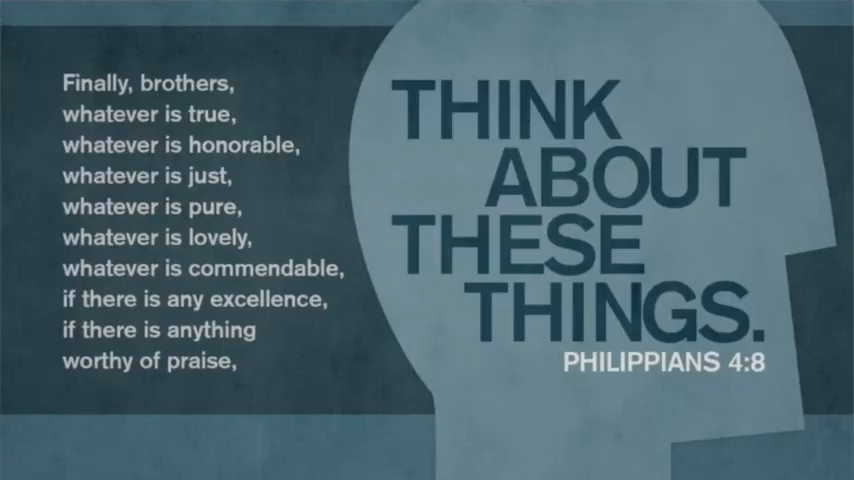 Finally, brothers,
whatever is true,
whatever is honorable,
whatever is just,
whatever is pure,
whatever is lovely,
whatever is commendable,
if there is any excellence,
if there is anything
worthy of praise,
THINK
ABOUT
THESE
THINGS.
PHILIPPIANS 4:8